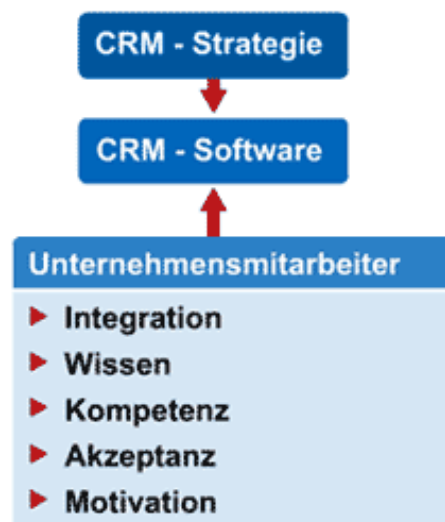 CRM - Strategie
CRM - Software
Unternehmensmitarbeiter
Integration
Wissen
Kompetenz
Akzeptanz
Motivation